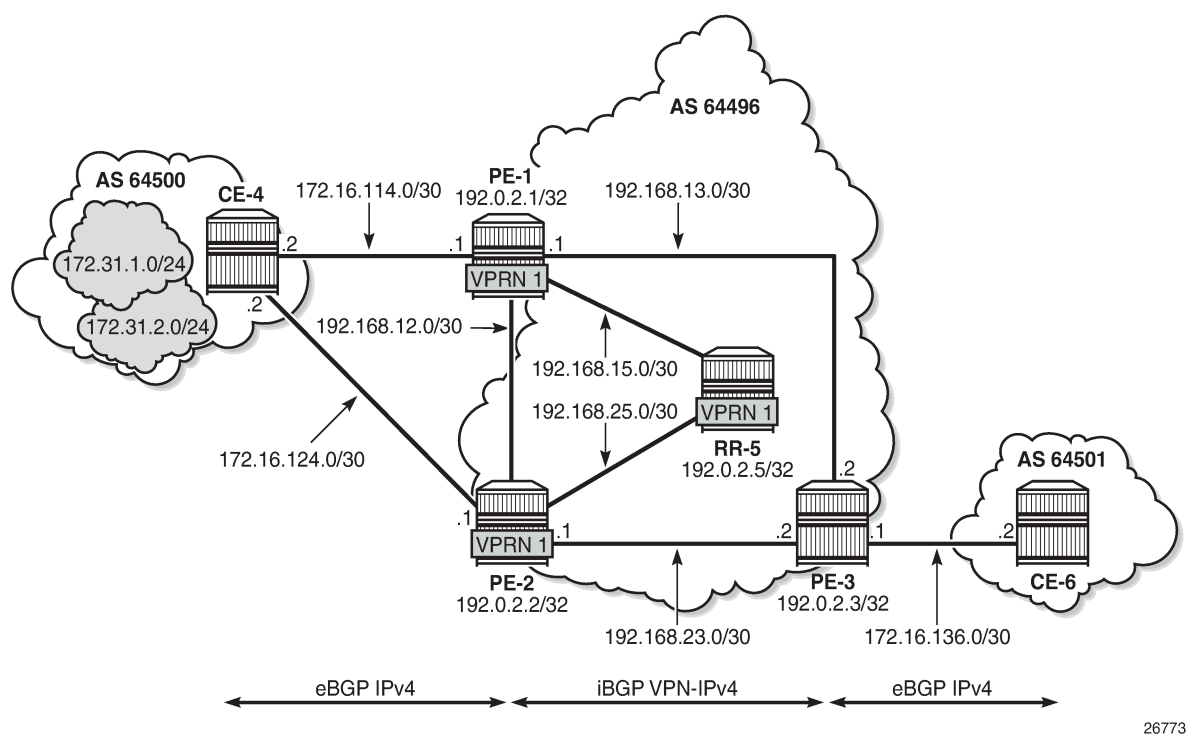 AS 64496
AS 64500
CE-4
172.16.114.0/30
PE-1
192.0.2.1/32
192.168.13.0/30
.2
.1
.1
172.31.1.0/24
VPRN 1
.2
172.31.2.0/24
192.168.12.0/30
192.168.15.0/30
192.168.25.0/30
VPRN 1
RR-5
192.0.2.5/32
172.16.124.0/30
AS 64501
.2
.1
.1
.2
.1
.2
VPRN 1
PE-2
192.0.2.2/32
PE-3
192.0.2.3/32
CE-6
192.168.23.0/30
172.16.136.0/30
eBGP IPv4
iBGP VPN-IPv4
eBGP IPv4
26773